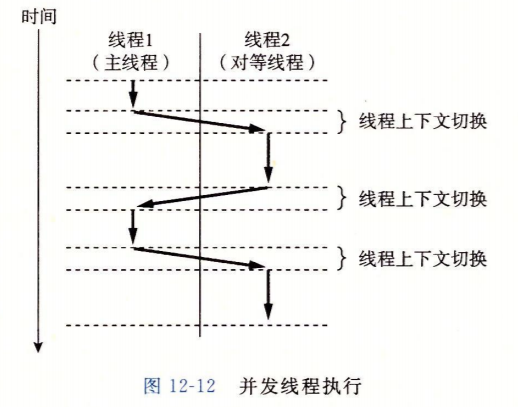 时间
线程1
（主线程）
线程2
（对等线程）
线程上下文切换
线程上下文切换
线程上下文切换
图 12-12 并发线程执行